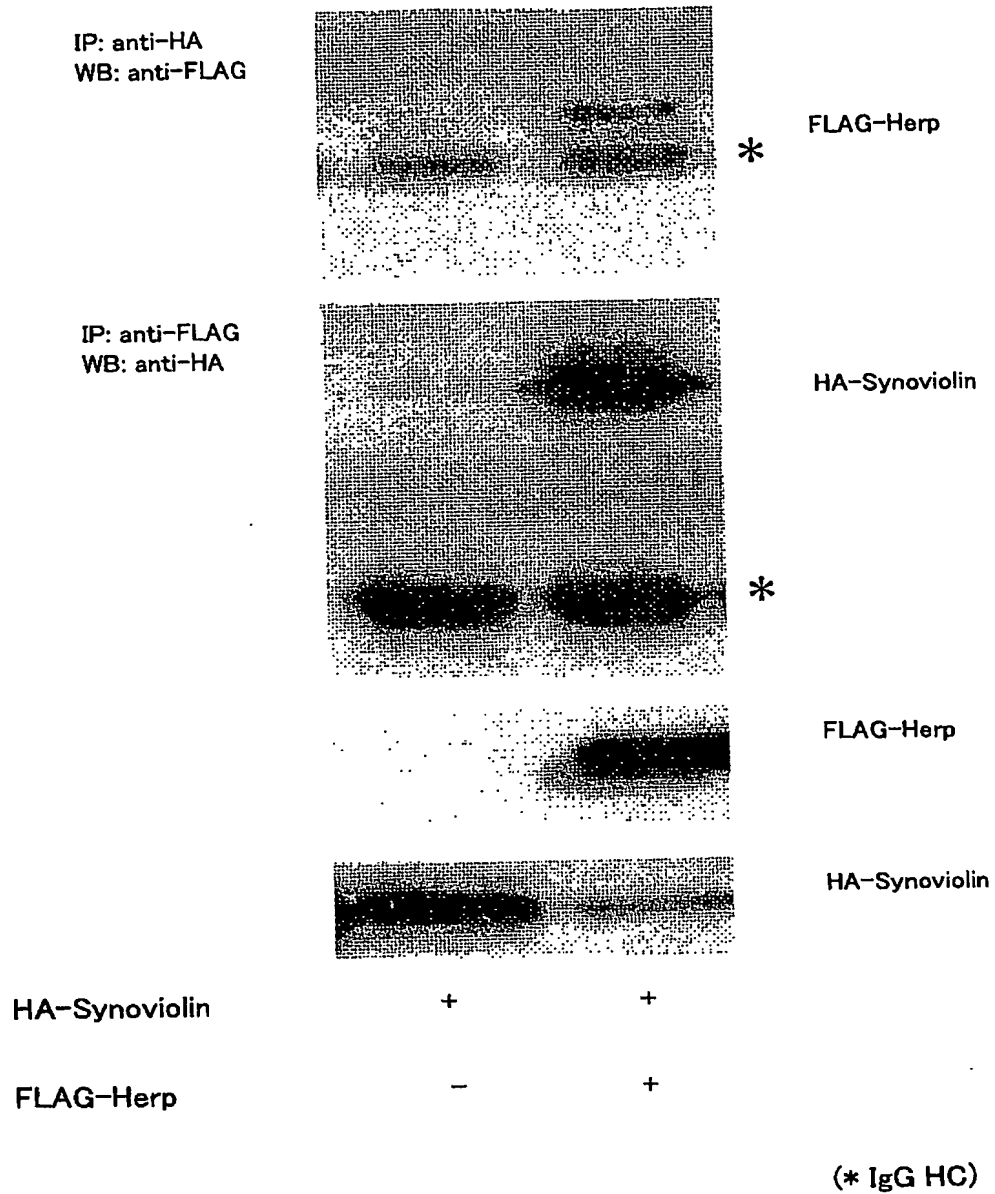 IP: anti-HA
WB: anti-FLAG
FLAG-Herp
*
IP: anti-FLAG
WB: anti-HA
HA-Synoviolin
*
FLAG-Herp
HA-Synoviolin
HA-Synoviolin + +
FLAG-Herp - +
(* IgG HC)